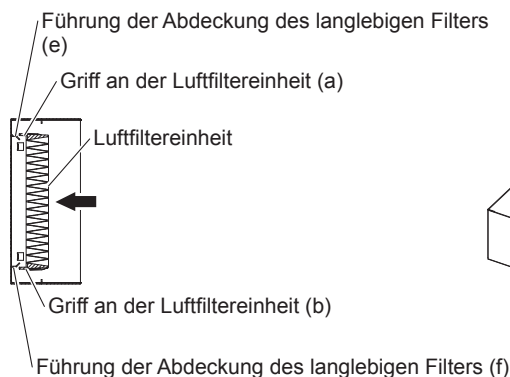 Führung der Abdeckung des langlebigen Filters
(e)
Griff an der Luftfiltereinheit (a)
Luftfiltereinheit
Griff an der Luftfiltereinheit (b)
Führung der Abdeckung des langlebigen Filters (f)